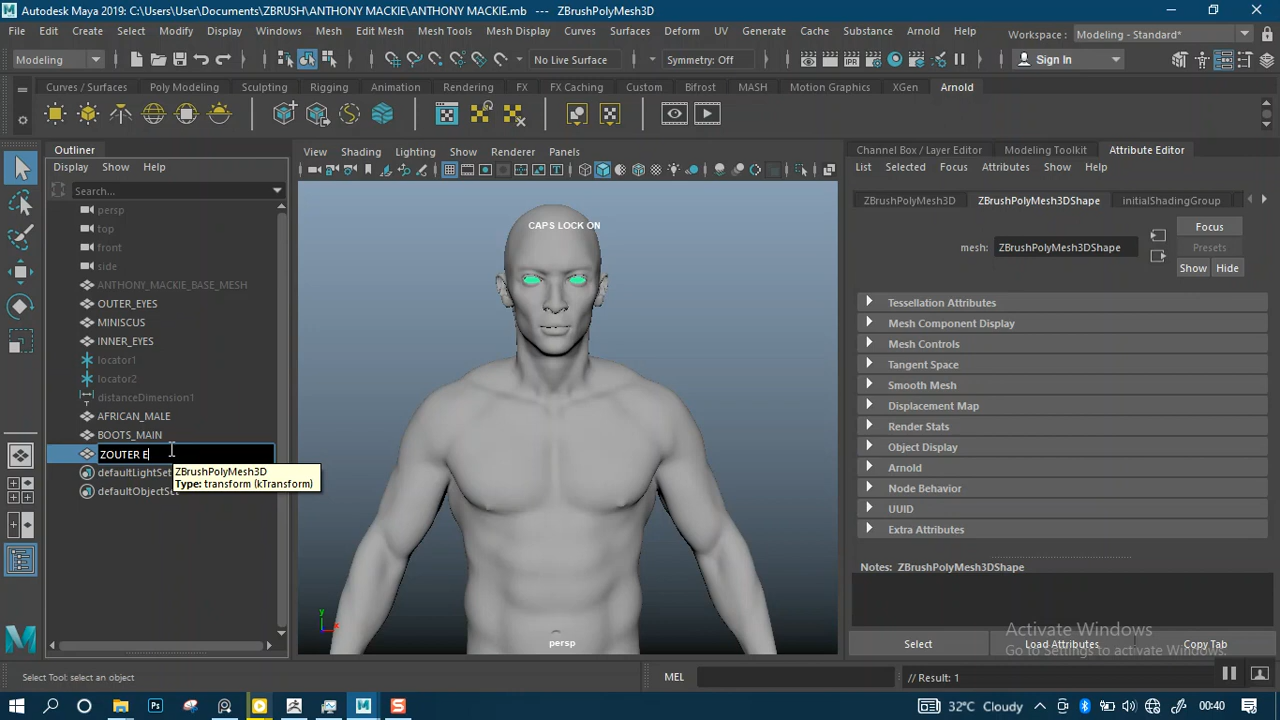 Autodesk Maya 2019: C:\Users\User\Documents\ZBRUSH\ANTHONY MACKIE\ANTHONY MACKIE.mb --- ZBrushPolyMesh3D
File Edit Create Select Modify Display Windows Mesh Edit Mesh Mesh Tools Mesh Display Curves Surfaces Deform UV Generate Cache Substance Arnold Help Workspace : Modeling - Standard*
Modeling No Live Surface Symmetry: Off Sign In
Curves / Surfaces Poly Modeling Sculpting Rigging Animation Rendering FX FX Caching Custom Bifrost MASH Motion Graphics XGen Arnold
Outliner
Display Show Help
Search...
persp
top
front
side
ANTHONY_MACKIE_BASE_MESH
OUTER_EYES
MINISCUS
INNER_EYES
locator1
locator2
distanceDimension1
AFRICAN_MALE
BOOTS_MAIN
ZOUTER E
defaultLightSet
defaultObjectSet
ZBrushPolyMesh3D
Type: transform (kTransform)
View Shading Lighting Show Renderer Panels
CAPS LOCK ON
y
x
persp
Channel Box / Layer Editor Modeling Toolkit Attribute Editor
List Selected Focus Attributes Show Help
ZBrushPolyMesh3D ZBrushPolyMesh3DShape initialShadingGroup
Focus
mesh: ZBrushPolyMesh3DShape Presets
Show Hide
Tessellation Attributes
Mesh Component Display
Mesh Controls
Tangent Space
Smooth Mesh
Displacement Map
Render Stats
Object Display
Arnold
Node Behavior
UUID
Extra Attributes
Notes: ZBrushPolyMesh3DShape
Activate Windows
Go to Settings to activate Windows.
Select Load Attributes Copy Tab
Select Tool: select an object MEL // Result: 1
32°C Cloudy 00:40